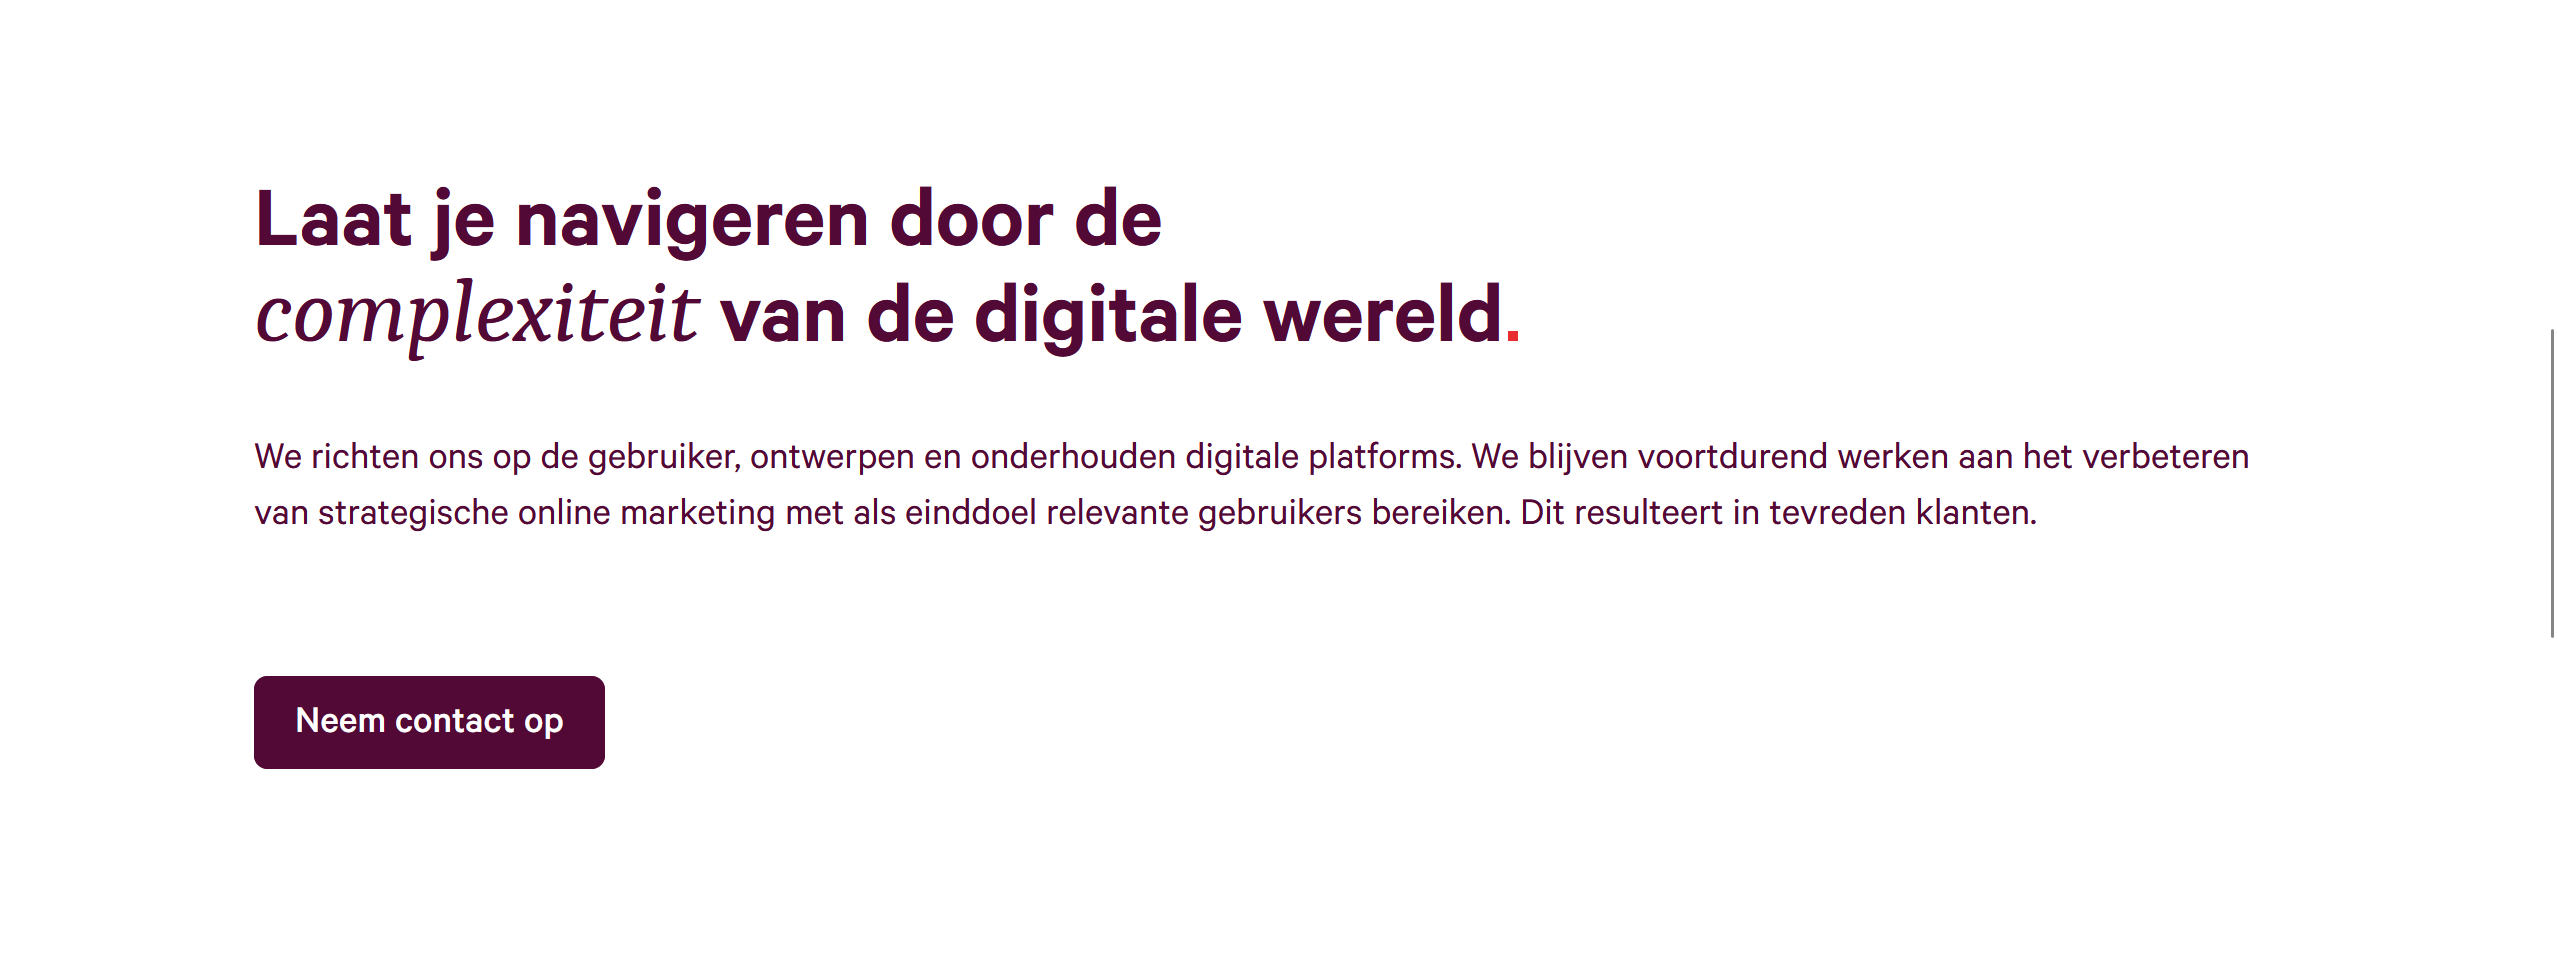 Laat je navigeren door de
complexiteit van de digitale wereld.
We richten ons op de gebruiker, ontwerpen en onderhouden digitale platforms. We blijven voortdurend werken aan het verbeteren
van strategische online marketing met als einddoel relevante gebruikers bereiken. Dit resulteert in tevreden klanten.
Neem contact op